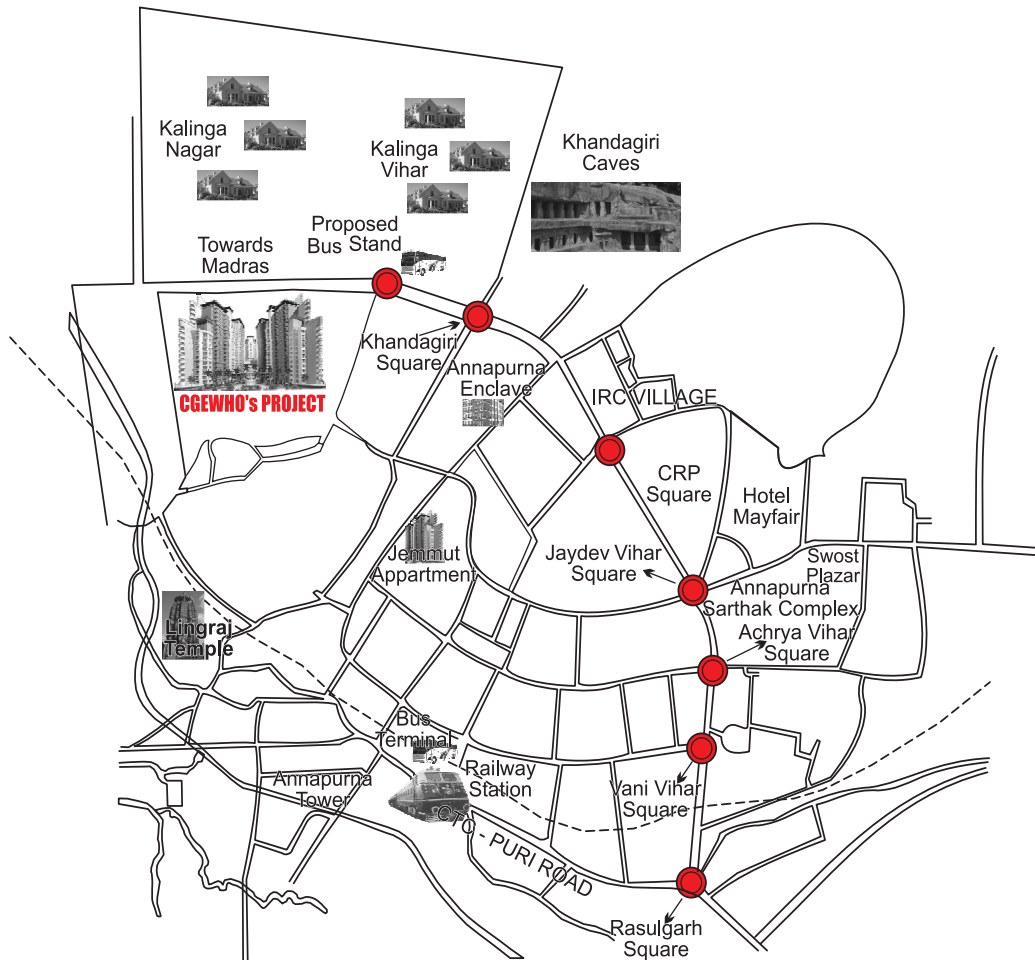 Kalinga
Nagar
Kalinga
Vihar
Khandagiri
Caves
Proposed
Bus Stand
Towards
Madras
CGEWHO's PROJECT
Khandagiri
Square
Annapurna
Enclave
IRC VILLAGE
CRP
Square
Hotel
Mayfair
Jemmut
Appartment
Jaydev Vihar
Square
Swost
Plazar
Annapurna
Sarthak Complex
Achrya Vihar
Square
Lingraj
Temple
Bus
Terminal
Railway
Station
Annapurna
Tower
Vani Vihar
Square
CTO - PURI ROAD
Rasulgarh
Square